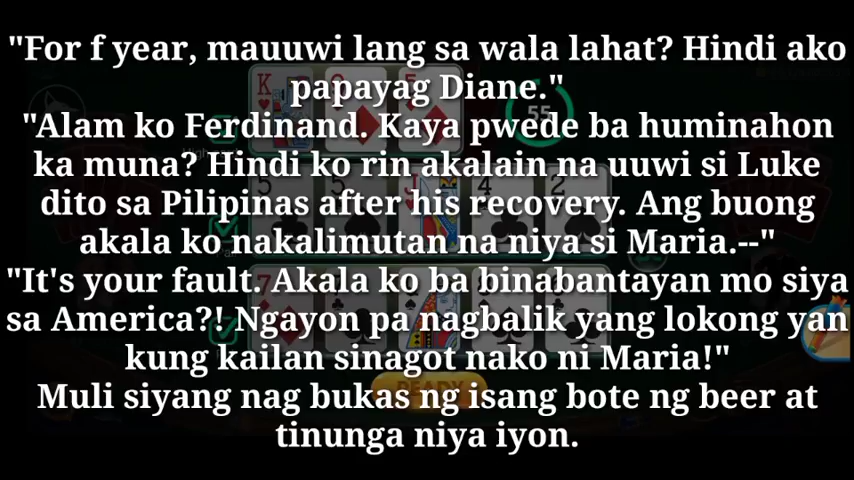 "For f year, mauuwi lang sa wala lahat? Hindi ako
papayag Diane."
"Alam ko Ferdinand. Kaya pwede ba huminahon
ka muna? Hindi ko rin akalain na uuwi si Luke
dito sa Pilipinas after his recovery. Ang buong
akala ko nakalimutan na niya si Maria.--"
"It's your fault. Akala ko ba binabantayan mo siya
sa America?! Ngayon pa nagbalik yang lokong yan
kung kailan sinagot nako ni Maria!"
Muli siyang nag bukas ng isang bote ng beer at
tinunga niya iyon.
55
READY